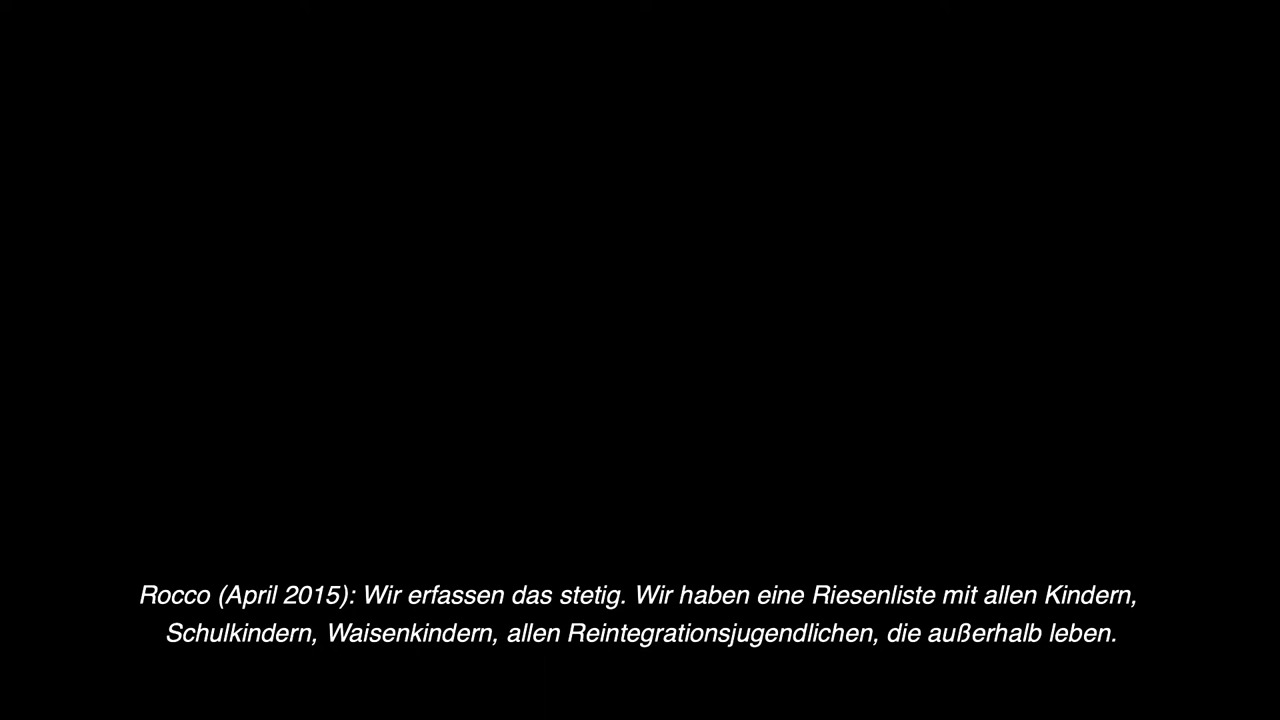 Rocco (April 2015): Wir erfassen das stetig. Wir haben eine Riesenliste mit allen Kindern,
Schulkindern, Waisenkindern, allen Reintegrationsjugendlichen, die außerhalb leben.